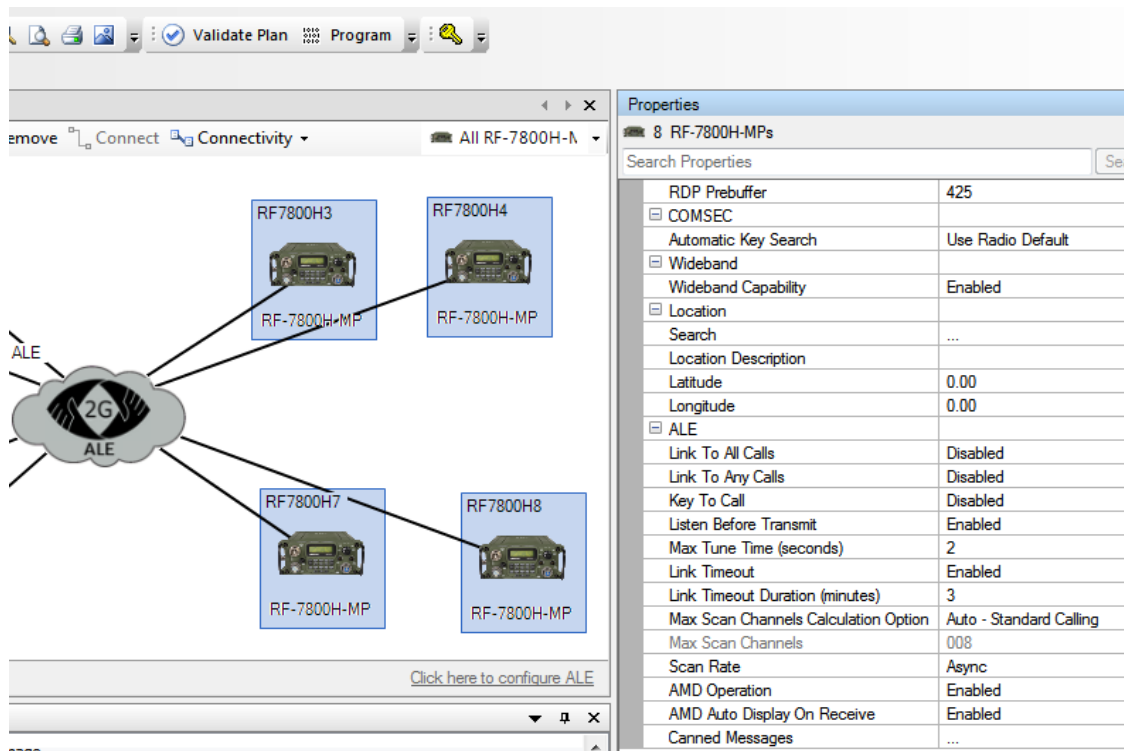 Validate Plan Program
Connect Connectivity All RF-7800H-M
RF7800H3
RF-7800H-MP
RF7800H4
RF-7800H-MP
ALE
2G
ALE
RF7800H7
RF-7800H-MP
RF7800H8
RF-7800H-MP
Click here to configure ALE
Properties
8 RF-7800H-MPs
Search Properties
RDP Prebuffer 425
COMSEC
Automatic Key Search Use Radio Default
Wideband
Wideband Capability Enabled
Location
Search ...
Location Description
Latitude 0.00
Longitude 0.00
ALE
Link To All Calls Disabled
Link To Any Calls Disabled
Key To Call Disabled
Listen Before Transmit Enabled
Max Tune Time (seconds) 2
Link Timeout Enabled
Link Timeout Duration (minutes) 3
Max Scan Channels Calculation Option Auto - Standard Calling
Max Scan Channels 008
Scan Rate Async
AMD Operation Enabled
AMD Auto Display On Receive Enabled
Canned Messages ...